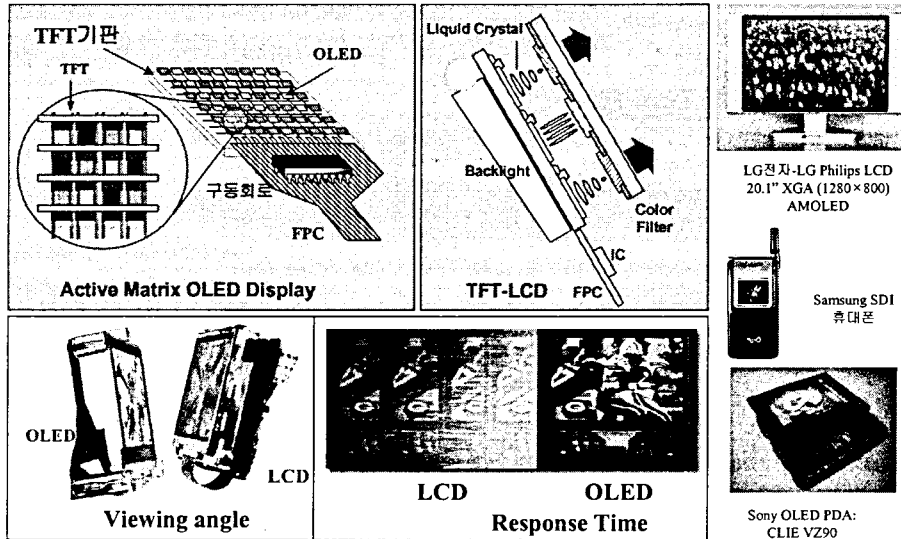 TFT기판
TFT
OLED
구동회로
FPC
Active Matrix OLED Display
Liquid Crystal
Backlight
Color
Filter
IC
FPC
TFT-LCD
LG전자-LG Philips LCD
20.1” XGA (1280×800)
AMOLED
Samsung SDI
휴대폰
OLED
LCD
Viewing angle
LCD
OLED
Response Time
Sony OLED PDA:
CLIE VZ90